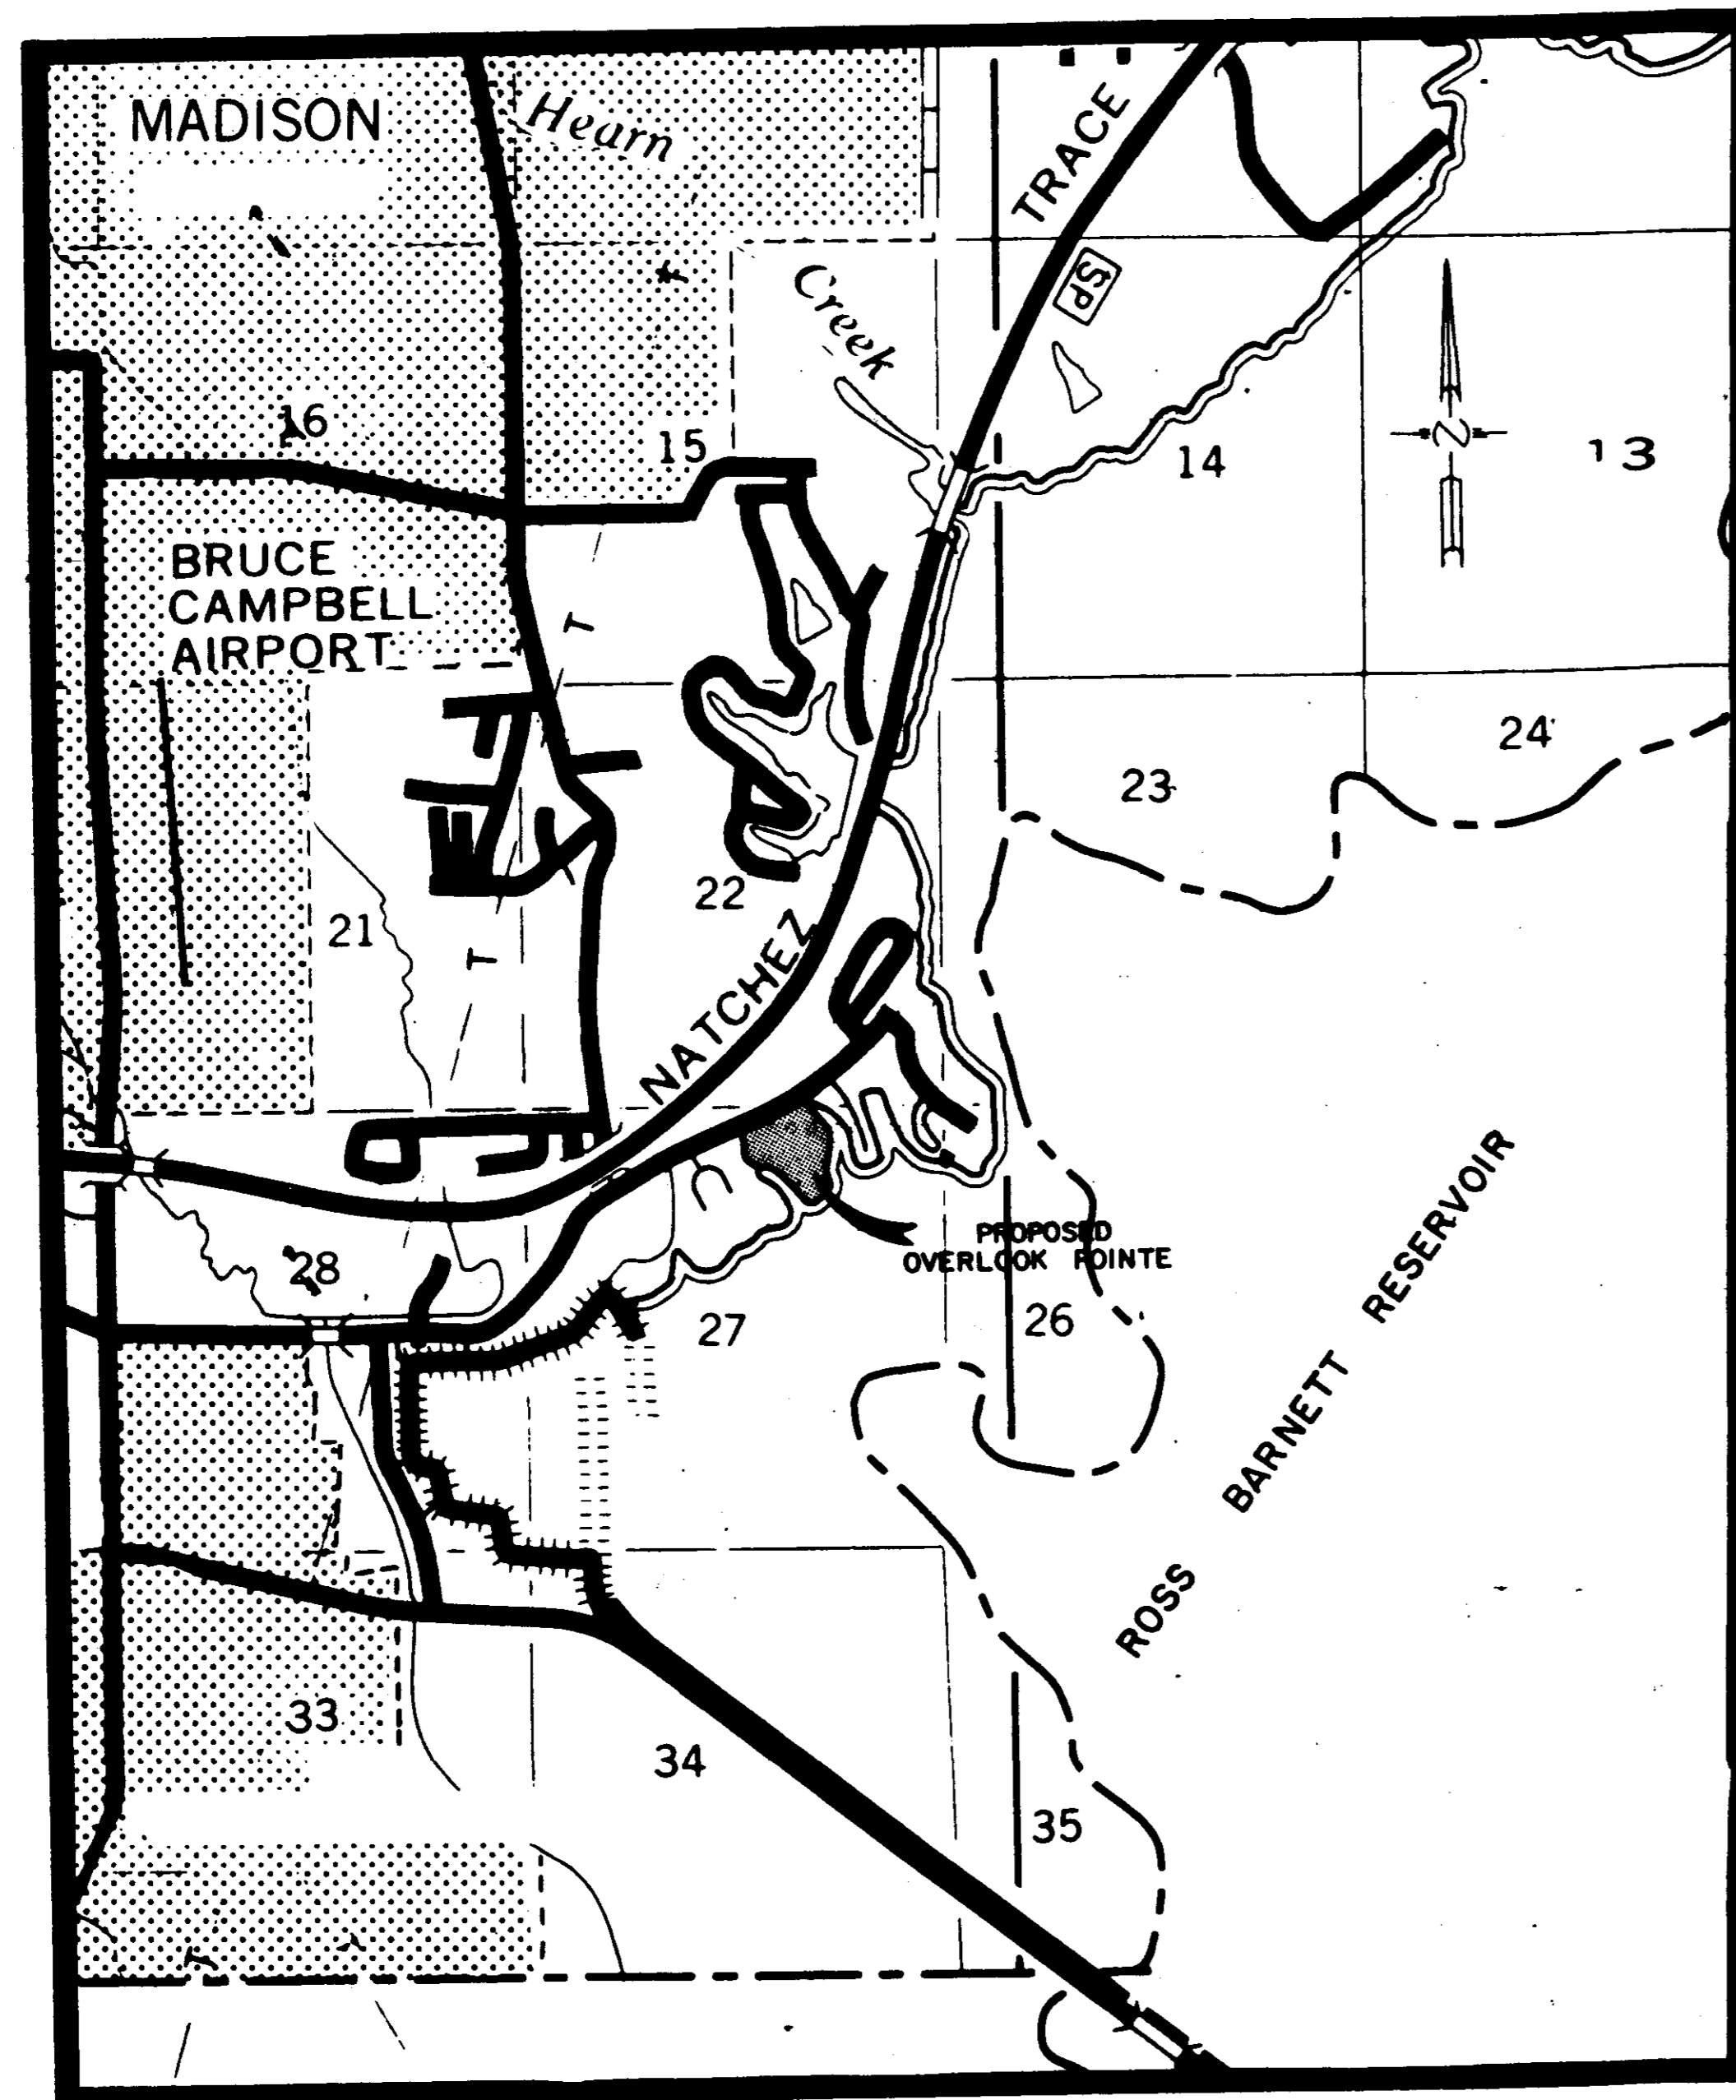 MADISON
Hearn
TRACE
SP
Creek
16
15
14
N
13
BRUCE
CAMPBELL
AIRPORT
T
24
23
22
21
T
NATCHEZ
PROPOSED
OVERLOOK POINTE
28
27
26
ROSS BARNETT RESERVOIR
33
34
35